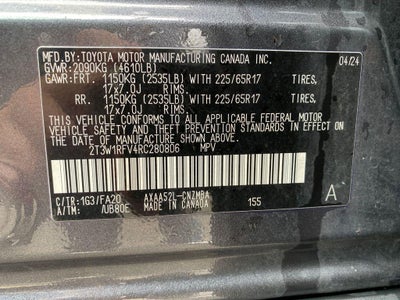 MFD.BY: TOYOTA MOTOR MANUFACTURING CANADA INC. 04/24
GVWR: 2090KG (4610LB)
GAWR: FRT. 1150KG (2535LB) WITH 225/65R17 TIRES,
17x7.0J RIMS,
RR. 1150KG (2535LB) WITH 225/65R17 TIRES,
17x7.0J RIMS.
THIS VEHICLE CONFORMS TO ALL APPLICABLE FEDERAL MOTOR
VEHICLE SAFETY AND THEFT PREVENTION STANDARDS IN EFFECT ON
THE DATE OF MANUFACTURE SHOWN ABOVE.
2T3W1RFV4RC280806 MPV
C/TR: 1G3/FA20 AXAA52L-CNZMBA
A/TM: /UB80E MADE IN CANADA 155 A